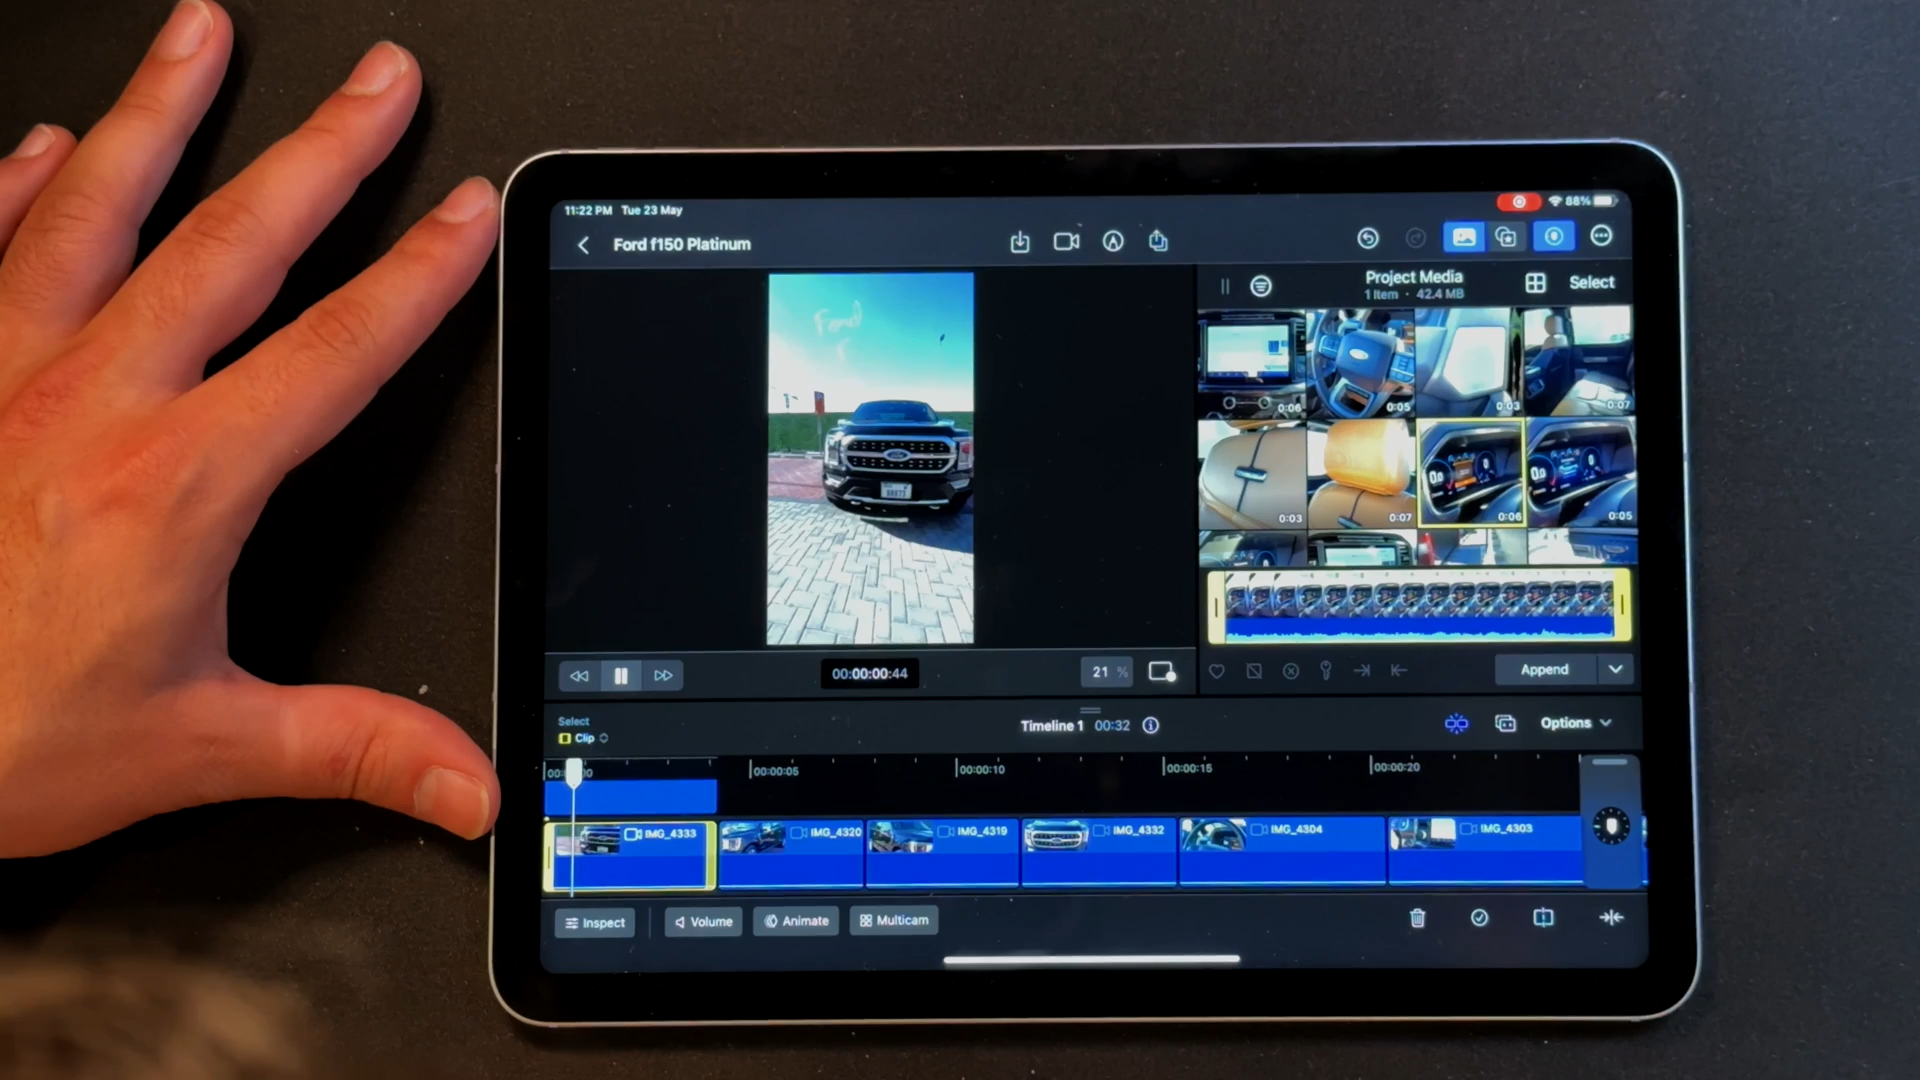 11:22 PM Tue 23 May
88%
Ford f150 Platinum
Project Media
1 Item · 42.4 MB
Select
Ford
0:06
0:05
0:03
0:07
0:03
0:07
0:06
0:05
00:00:00:44
21 %
Append
Select
Clip
Timeline 1 00:32
Options
00:00:05
00:00:10
00:00:15
00:00:20
IMG_4333
IMG_4320
IMG_4319
IMG_4332
IMG_4304
IMG_4303
Inspect
Volume
Animate
Multicam